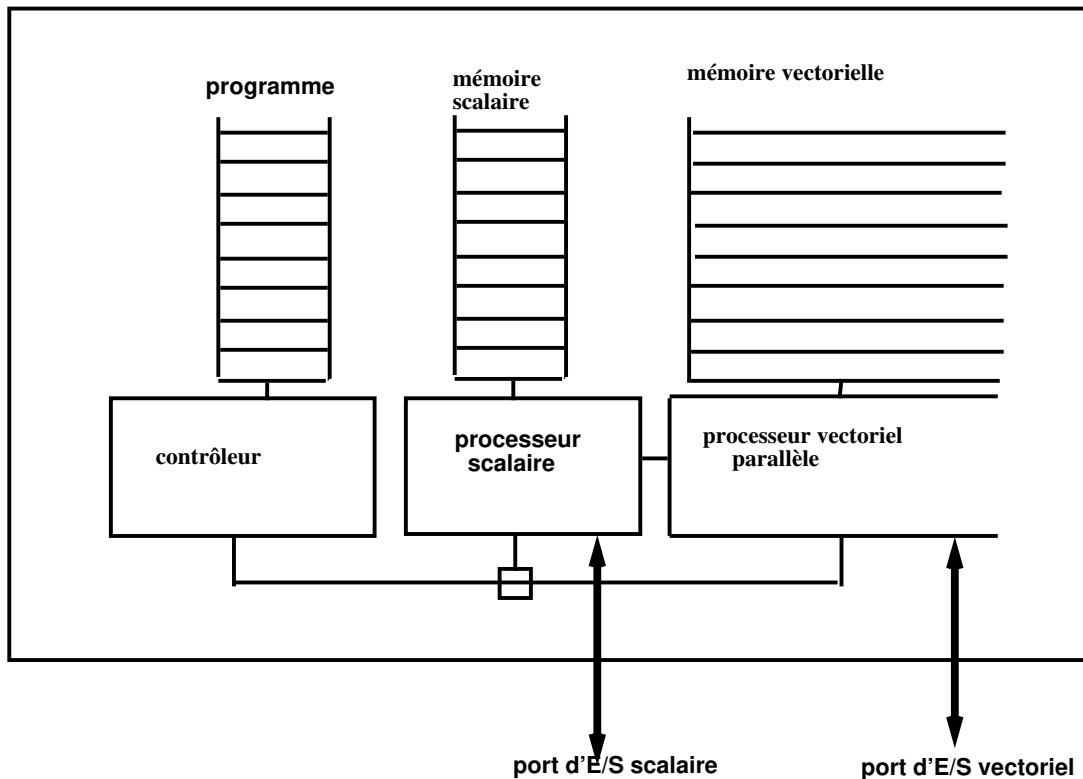 programme
mémoire
scalaire
mémoire vectorielle
contrôleur
processeur
scalaire
processeur vectoriel
parallèle
port d'E/S scalaire
port d'E/S vectoriel